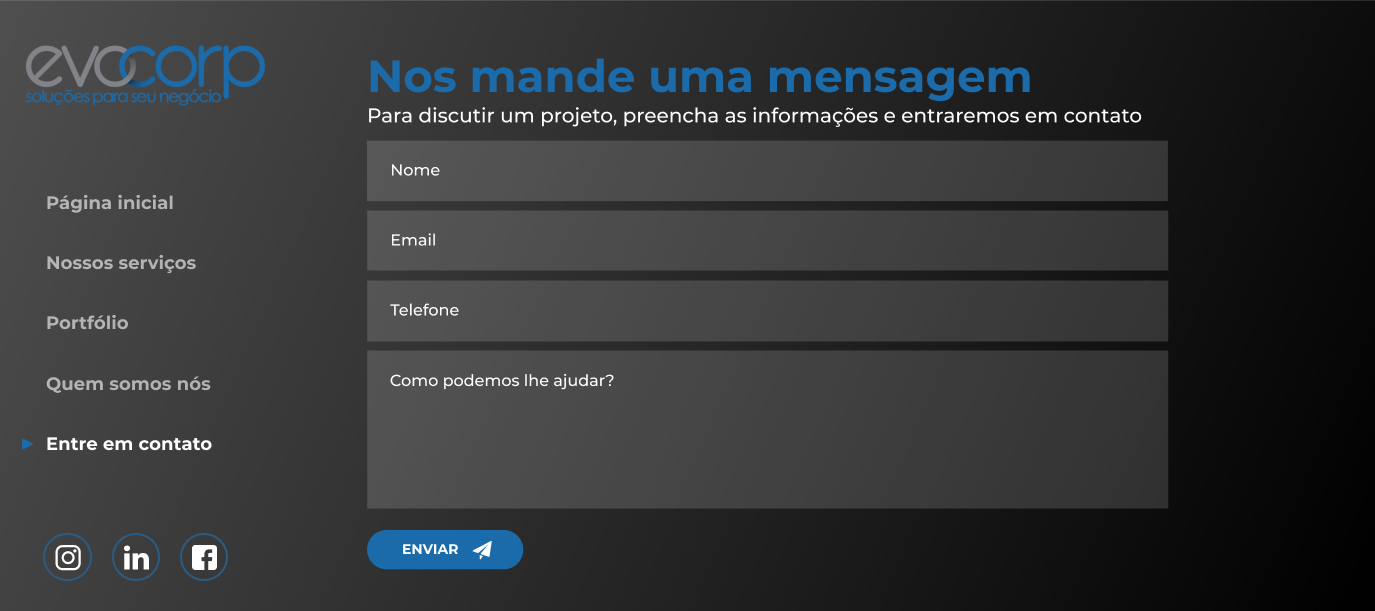 evocorp
soluções para seu negócio
Página inicial
Nossos serviços
Portfólio
Quem somos nós
Entre em contato
in
f
Nos mande uma mensagem
Para discutir um projeto, preencha as informações e entraremos em contato
Nome
Email
Telefone
Como podemos lhe ajudar?
ENVIAR